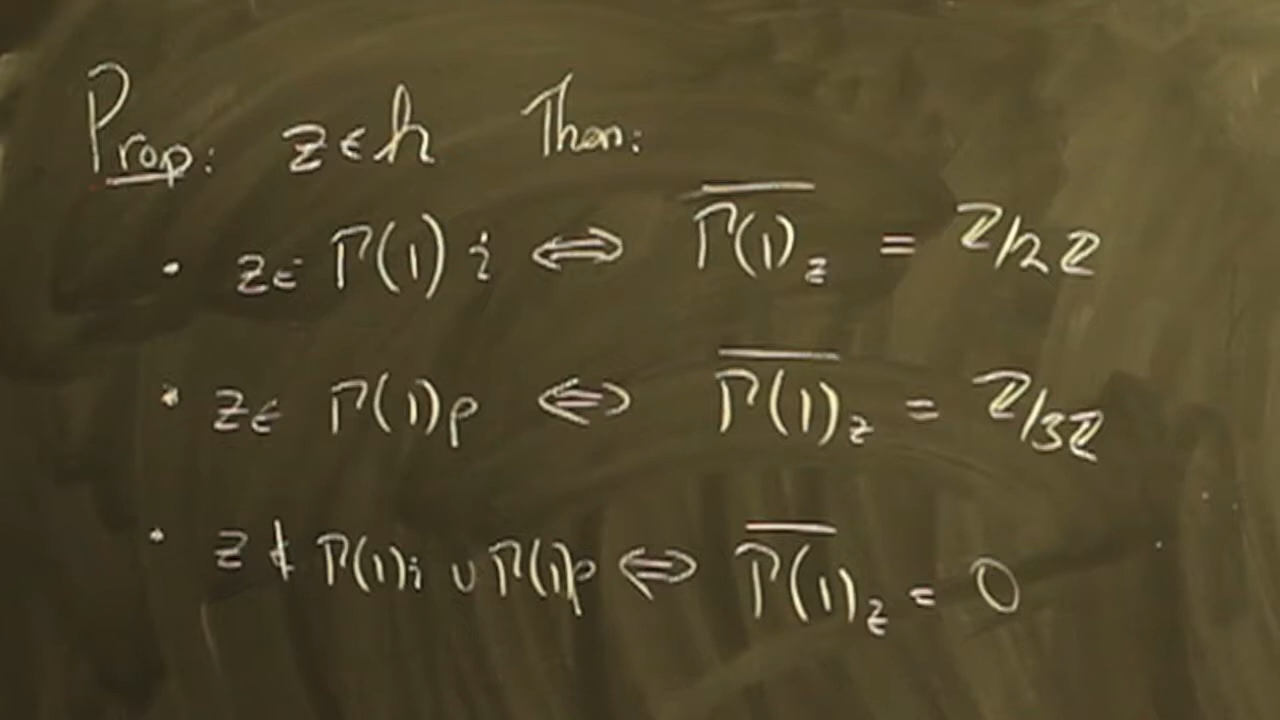 Prop: z ∈ h Then:
• z ∈ Γ(1) i ⇔ \overline{Γ(1)}_z = ℤ/2ℤ
• z ∈ Γ(1)ρ ⇔ \overline{Γ(1)}_z = ℤ/3ℤ
• z ∉ Γ(1)i ∪ Γ(1)ρ ⇔ \overline{Γ(1)}_z = 0